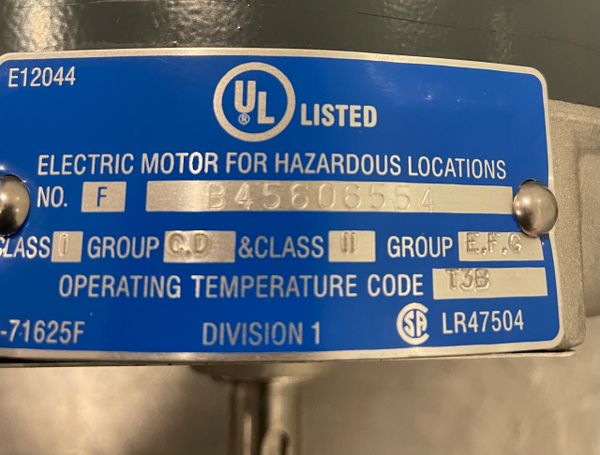 E12044
UL
®
LISTED
ELECTRIC MOTOR FOR HAZARDOUS LOCATIONS
NO. F B45606554
CLASS I GROUP C,D & CLASS II GROUP E,F,G
OPERATING TEMPERATURE CODE T3B
-71625F DIVISION 1 SA LR47504